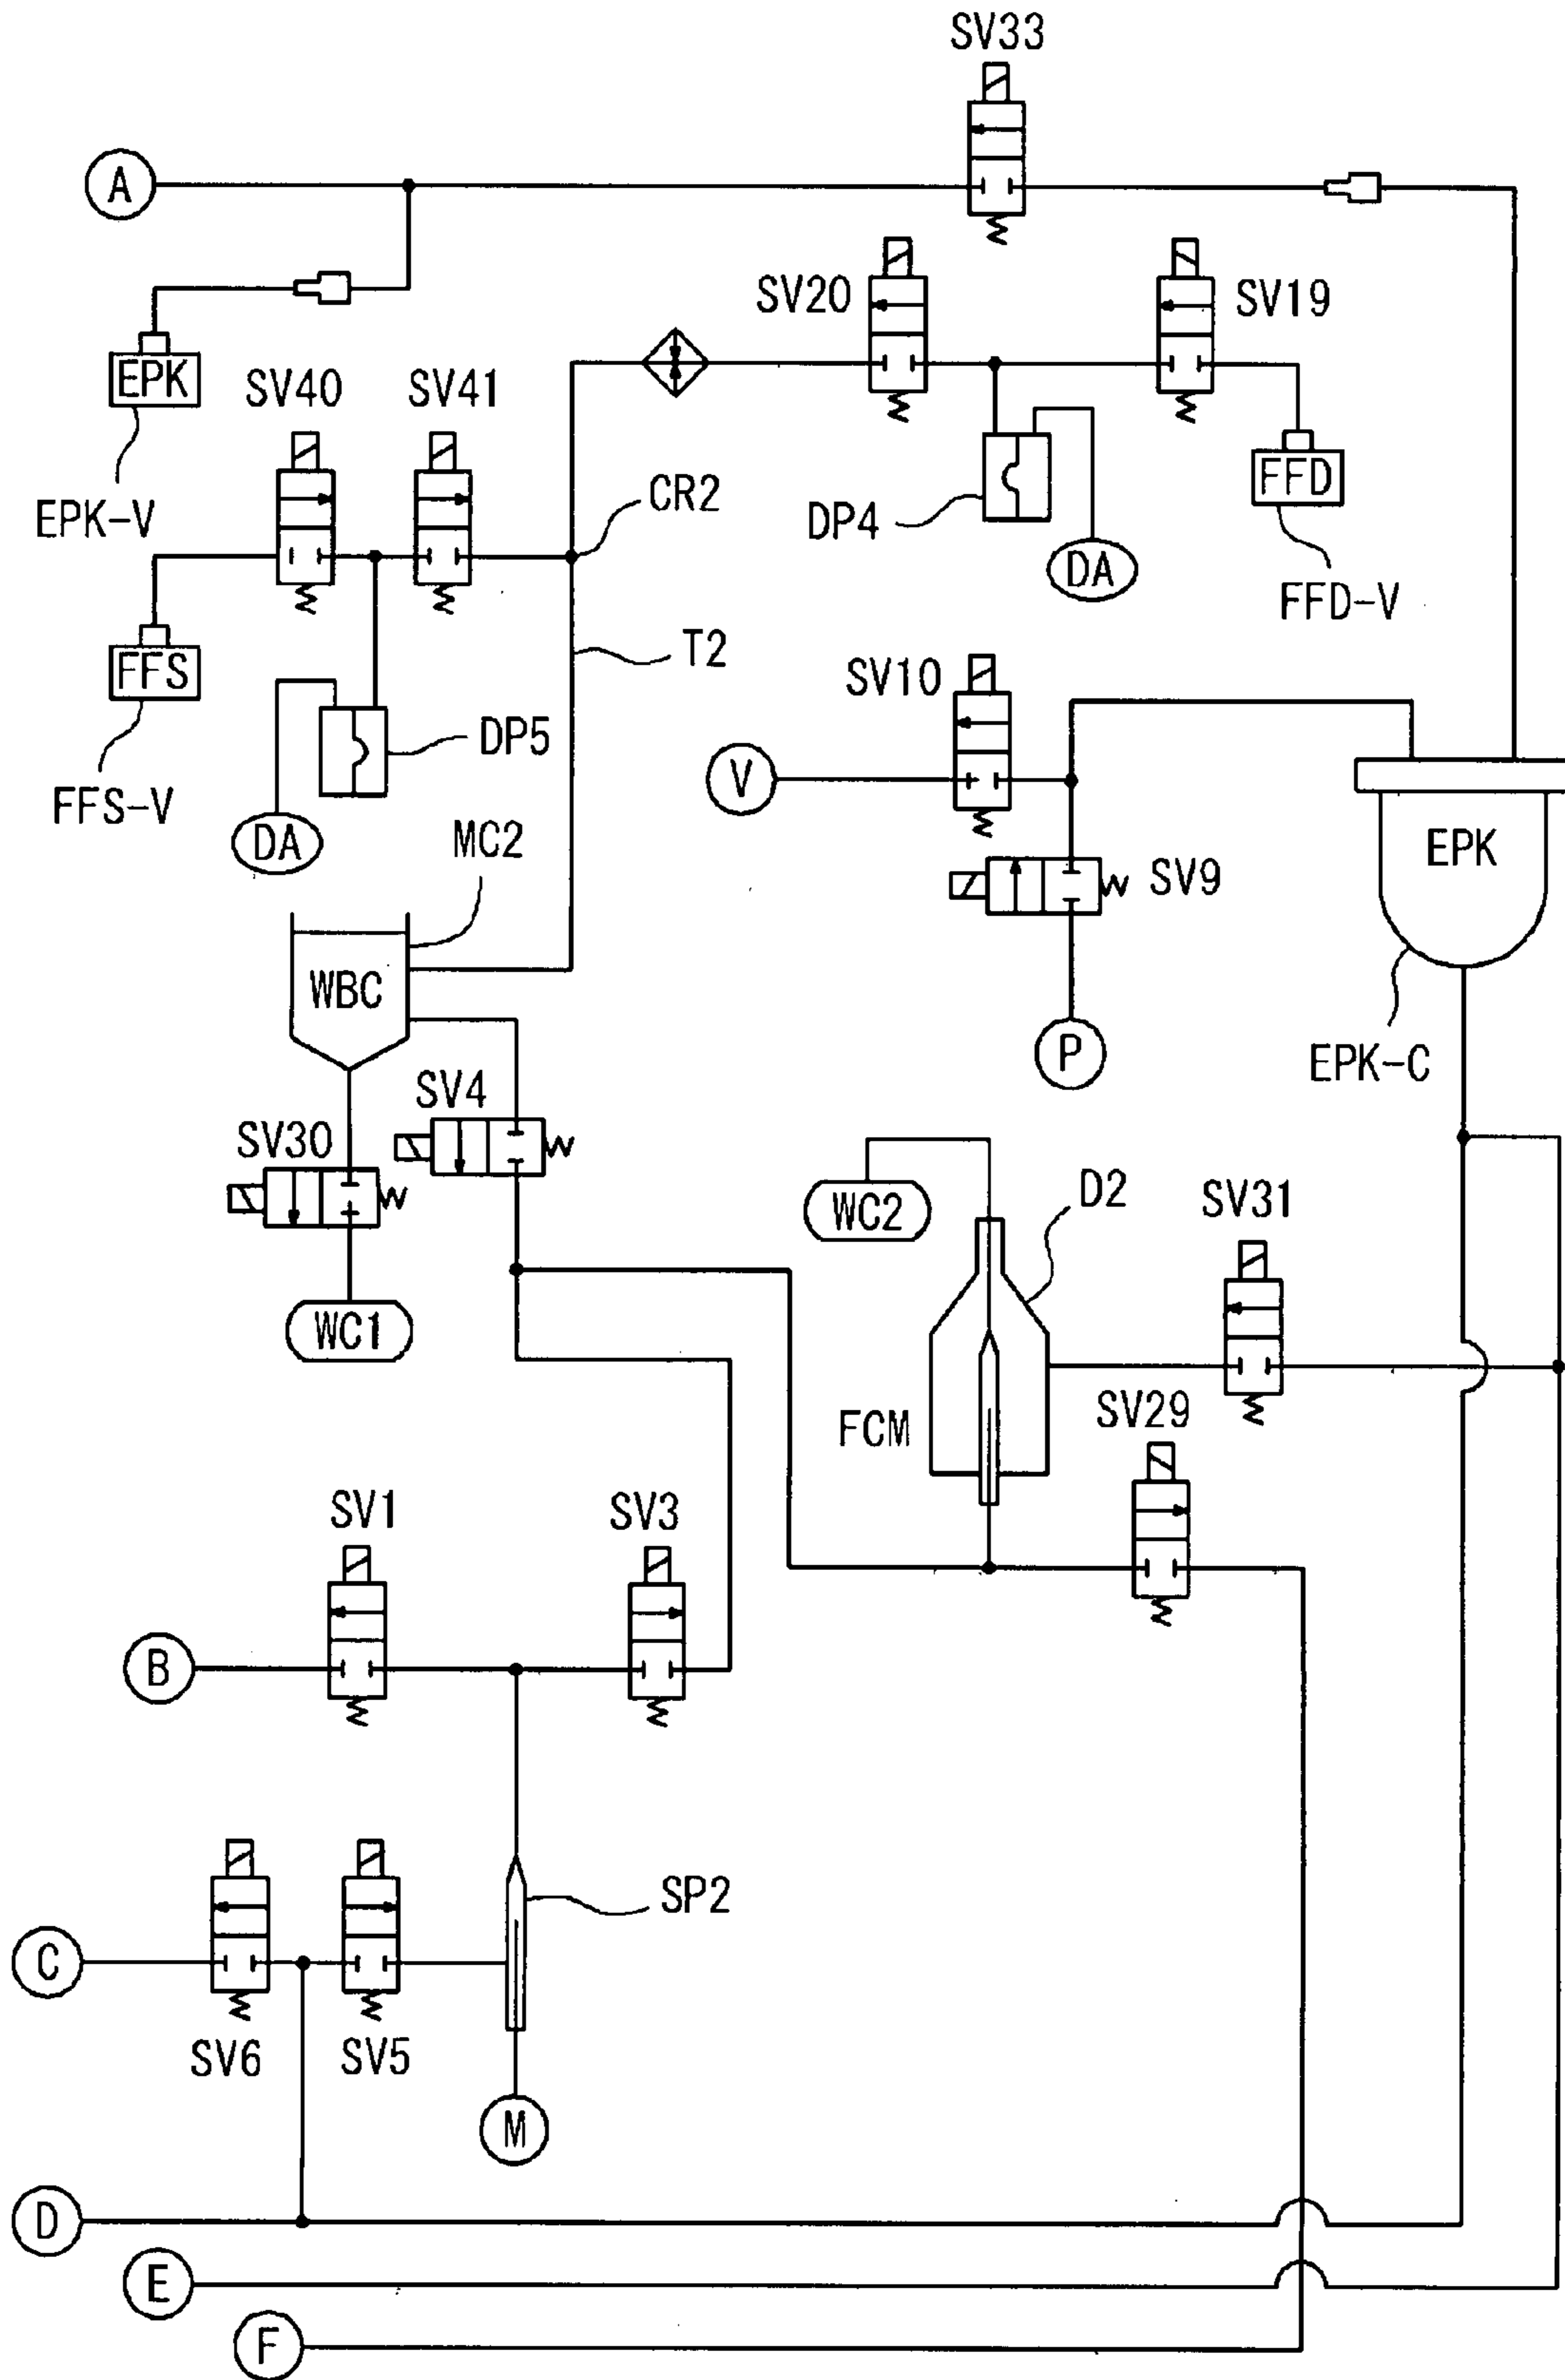 SV33
A
SV20
SV19
EPK
SV40
SV41
CR2
FFD
EPK-V
DP4
DA
FFD-V
T2
FFS
SV10
DP5
FFS-V
V
DA
MC2
EPK
SV9
WBC
P
EPK-C
SV4
SV30
D2
SV31
WC2
WC1
SV29
FCM
SV1
SV3
B
SP2
C
SV6
SV5
M
D
E
F